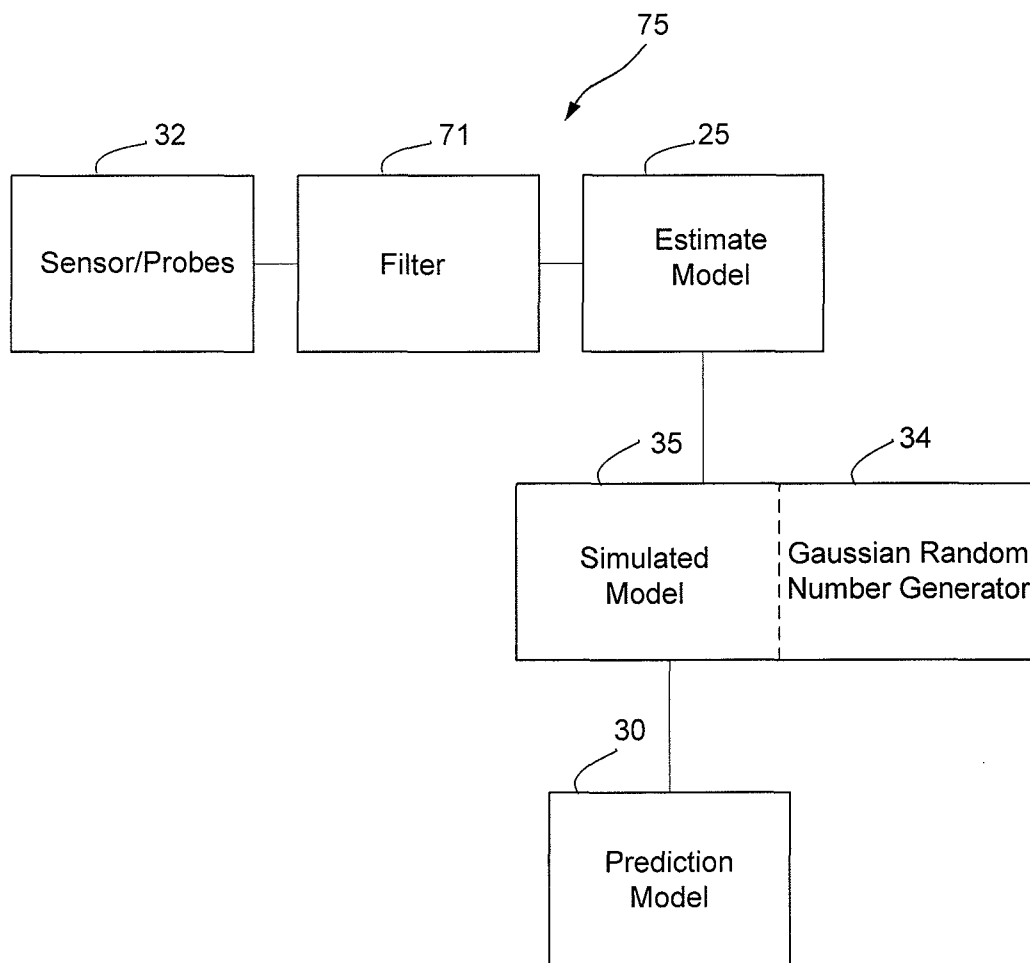 75
32
71
25
Sensor/Probes
Filter
Estimate
Model
35
34
Simulated
Model
Gaussian Random
Number Generator
30
Prediction
Model